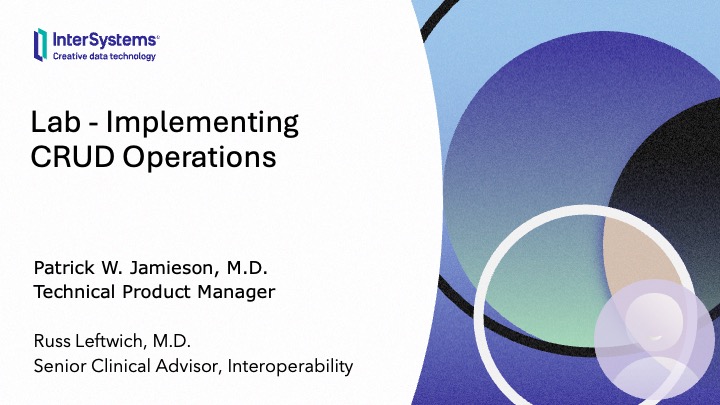 InterSystems®
Creative data technology
Lab - Implementing
CRUD Operations
Patrick W. Jamieson, M.D.
Technical Product Manager
Russ Leftwich, M.D.
Senior Clinical Advisor, Interoperability